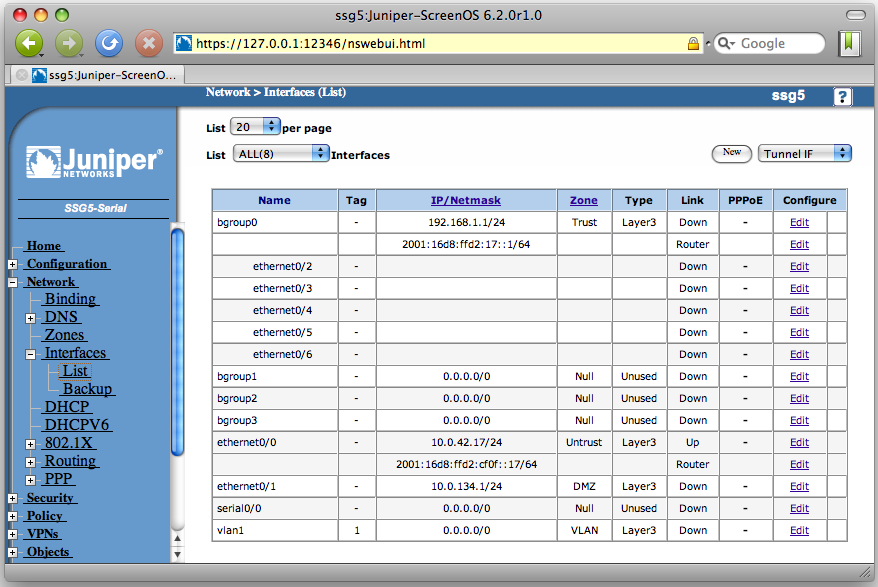 ssg5:Juniper-ScreenOS 6.2.0r1.0
https://127.0.0.1:12346/nswebui.html
Google
ssg5:Juniper-ScreenO...
Network > Interfaces (List)
ssg5
?
Juniper®
NETWORKS
SSG5-Serial
Home
Configuration
Network
Binding
DNS
Zones
Interfaces
List
Backup
DHCP
DHCPV6
802.1X
Routing
PPP
Security
Policy
VPNs
Objects
List 20 per page
List ALL(8) Interfaces New Tunnel IF
Name Tag IP/Netmask Zone Type Link PPPoE Configure
bgroup0 - 192.168.1.1/24 Trust Layer3 Down - Edit
2001:16d8:ffd2:17::1/64 Router Edit
ethernet0/2 - Down - Edit
ethernet0/3 - Down - Edit
ethernet0/4 - Down - Edit
ethernet0/5 - Down - Edit
ethernet0/6 - Down - Edit
bgroup1 - 0.0.0.0/0 Null Unused Down - Edit
bgroup2 - 0.0.0.0/0 Null Unused Down - Edit
bgroup3 - 0.0.0.0/0 Null Unused Down - Edit
ethernet0/0 - 10.0.42.17/24 Untrust Layer3 Up - Edit
2001:16d8:ffd2:cf0f::17/64 Router Edit
ethernet0/1 - 10.0.134.1/24 DMZ Layer3 Down - Edit
serial0/0 - 0.0.0.0/0 Null Unused Down - Edit
vlan1 1 0.0.0.0/0 VLAN Layer3 Down - Edit